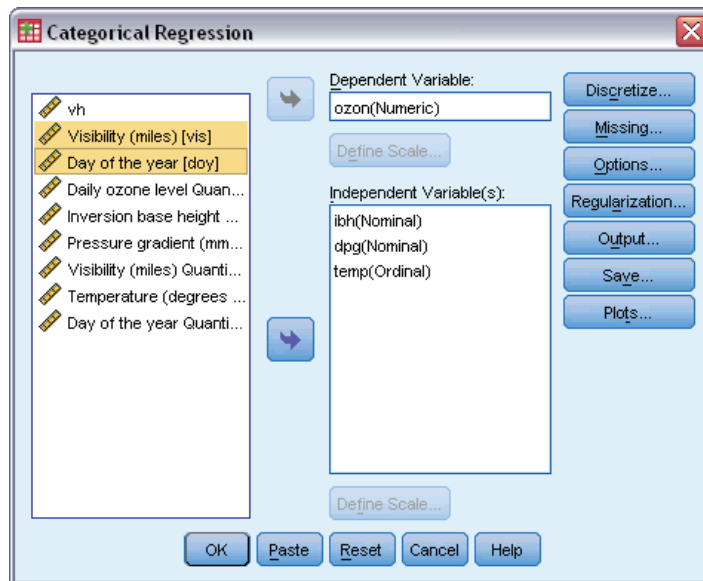 Categorical Regression
vh
Visibility (miles) [vis]
Day of the year [doy]
Daily ozone level Quan...
Inversion base height ...
Pressure gradient (mm...
Visibility (miles) Quanti...
Temperature (degrees ...
Day of the year Quanti...
Dependent Variable:
ozon(Numeric)
Define Scale...
Independent Variable(s):
ibh(Nominal)
dpg(Nominal)
temp(Ordinal)
Define Scale...
Discretize...
Missing...
Options...
Regularization...
Output...
Save...
Plots...
OK
Paste
Reset
Cancel
Help